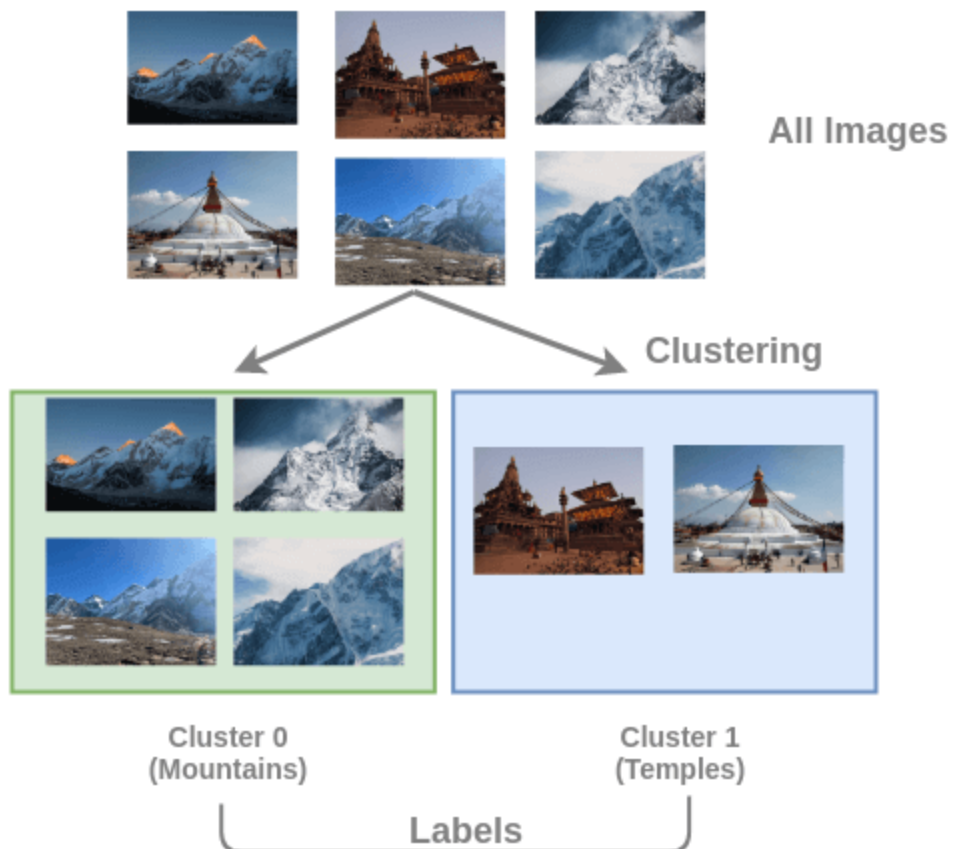 All Images
Clustering
Cluster 0
(Mountains)
Cluster 1
(Temples)
Labels